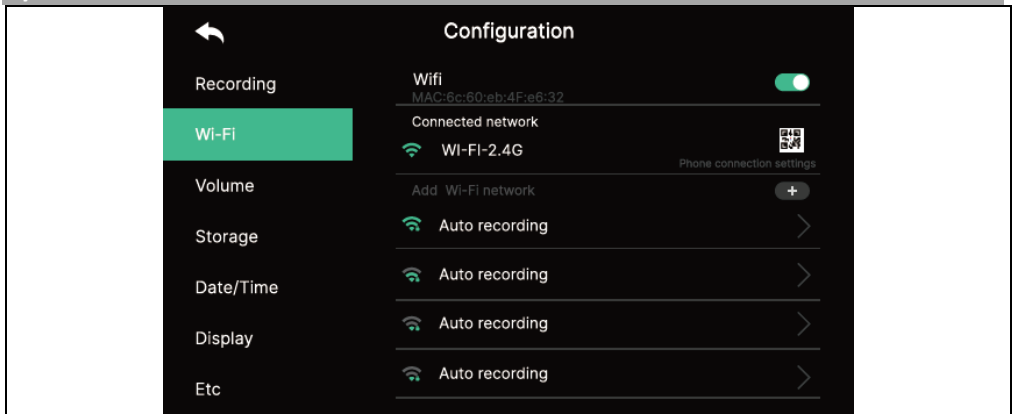 Configuration
Recording
Wi-Fi
Volume
Storage
Date/Time
Display
Etc
Wifi
MAC:6c:60:eb:4F:e6:32
Connected network
WI-FI-2.4G
Phone connection settings
Add Wi-Fi network
Auto recording
Auto recording
Auto recording
Auto recording